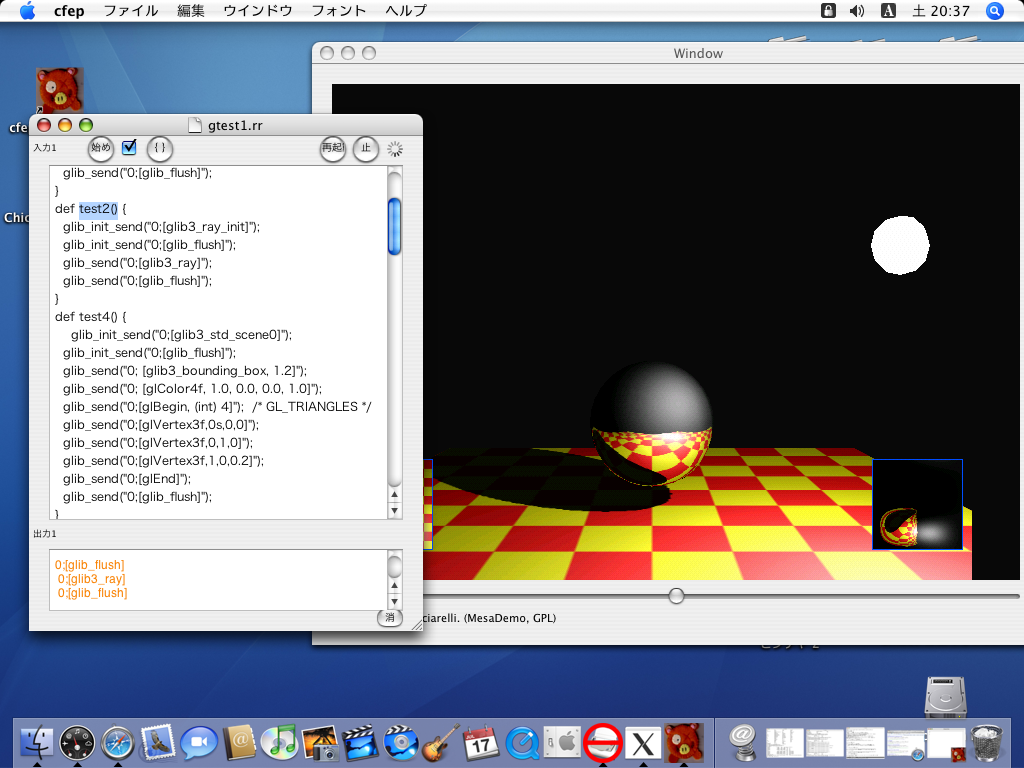 cfep ファイル 編集 ウインドウ フォント ヘルプ A 土 20:37
Window
cfe
Chic
gtest1.rr
入力1 始め { } 再起! 止
glib_send("0;[glib_flush]");
}
def test2() {
glib_init_send("0;[glib3_ray_init]");
glib_init_send("0;[glib_flush]");
glib_send("0;[glib3_ray]");
glib_send("0;[glib_flush]");
}
def test4() {
glib_init_send("0;[glib3_std_scene0]");
glib_init_send("0;[glib_flush]");
glib_send("0; [glib3_bounding_box, 1.2]");
glib_send("0; [glColor4f, 1.0, 0.0, 0.0, 1.0]");
glib_send("0;[glBegin, (int) 4]"); /* GL_TRIANGLES */
glib_send("0;[glVertex3f,0s,0,0]");
glib_send("0;[glVertex3f,0,1,0]");
glib_send("0;[glVertex3f,1,0,0.2]");
glib_send("0;[glEnd]");
glib_send("0;[glib_flush]");
}
出力1
0;[glib_flush]
0;[glib3_ray]
0;[glib_flush]
消
ciarelli. (MesaDemo, GPL)
JUL
17
X